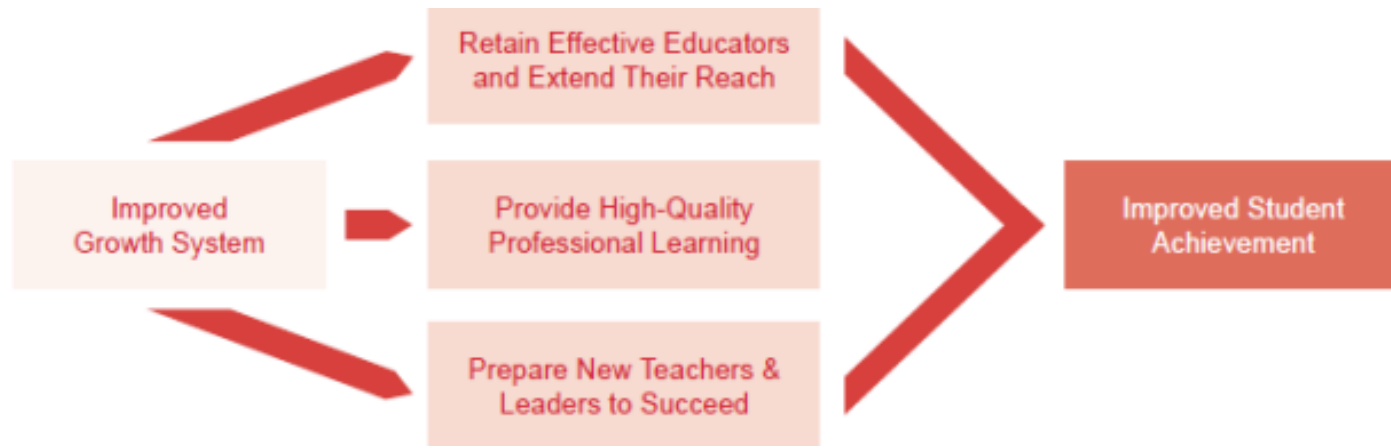 Retain Effective Educators
and Extend Their Reach
Improved
Growth System
Provide High-Quality
Professional Learning
Improved Student
Achievement
Prepare New Teachers &
Leaders to Succeed